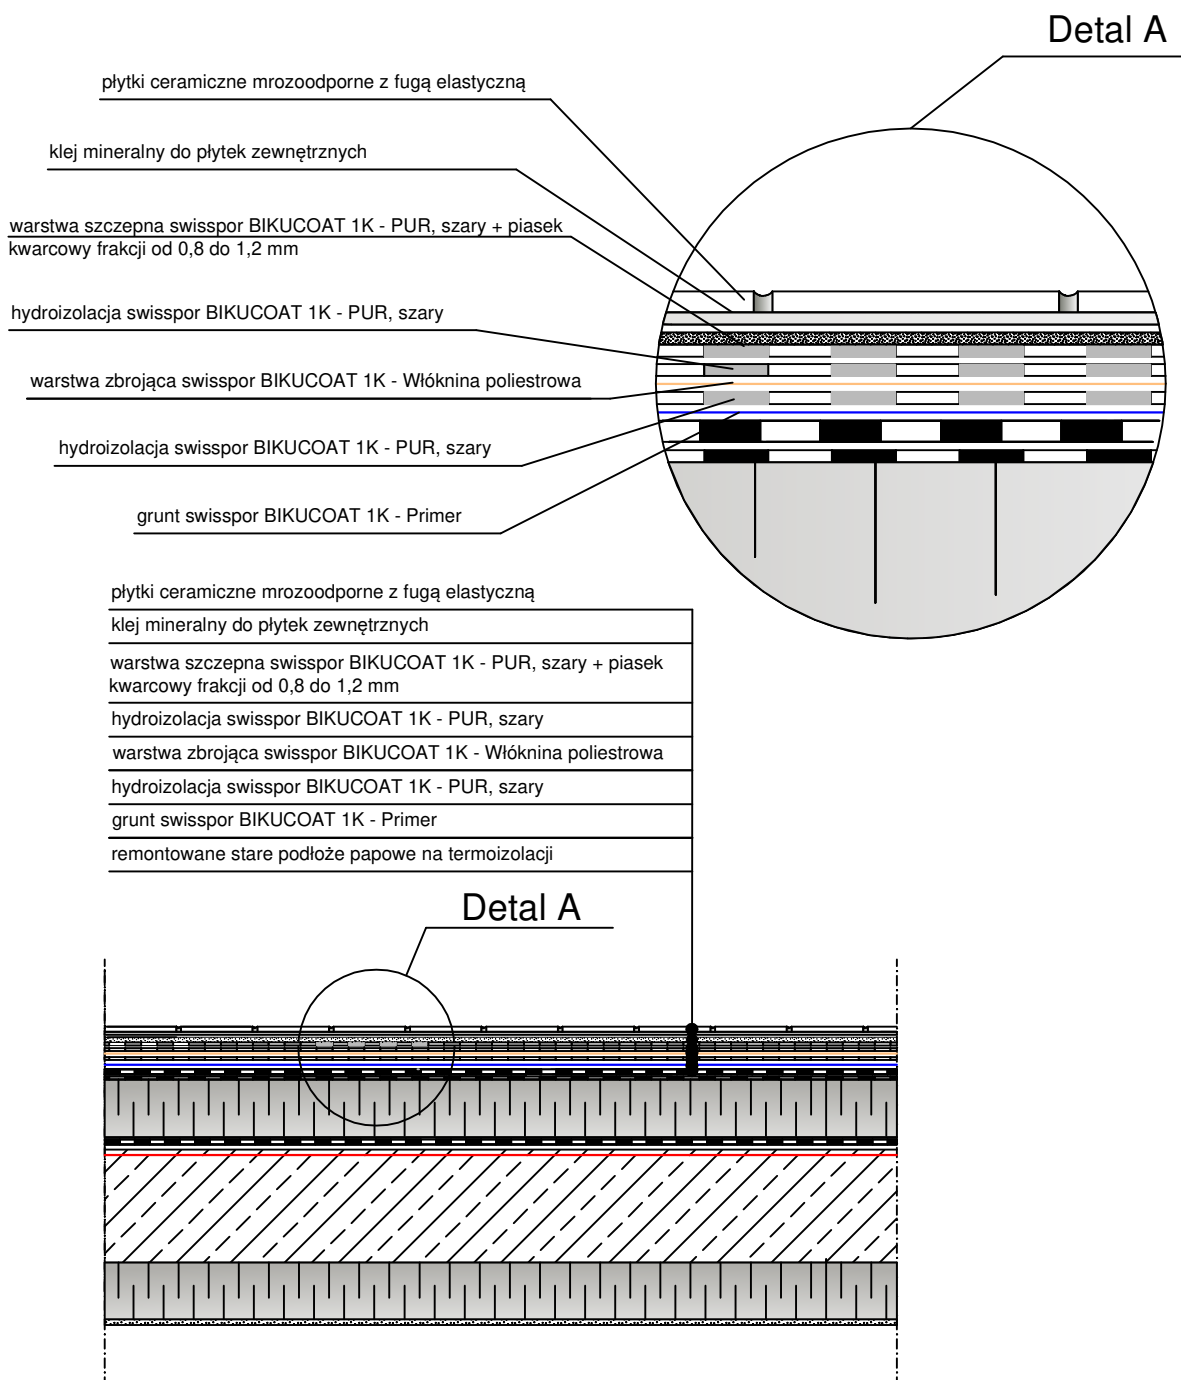 Detal A
płytki ceramiczne mrozoodporne z fugą elastyczną
klej mineralny do płytek zewnętrznych
warstwa szczepna swisspor BIKUCOAT 1K - PUR, szary + piasek
kwarcowy frakcji od 0,8 do 1,2 mm
hydroizolacja swisspor BIKUCOAT 1K - PUR, szary
warstwa zbrojąca swisspor BIKUCOAT 1K - Włóknina poliestrowa
hydroizolacja swisspor BIKUCOAT 1K - PUR, szary
grunt swisspor BIKUCOAT 1K - Primer
płytki ceramiczne mrozoodporne z fugą elastyczną
klej mineralny do płytek zewnętrznych
warstwa szczepna swisspor BIKUCOAT 1K - PUR, szary + piasek
kwarcowy frakcji od 0,8 do 1,2 mm
hydroizolacja swisspor BIKUCOAT 1K - PUR, szary
warstwa zbrojąca swisspor BIKUCOAT 1K - Włóknina poliestrowa
hydroizolacja swisspor BIKUCOAT 1K - PUR, szary
grunt swisspor BIKUCOAT 1K - Primer
remontowane stare podłoże papowe na termoizolacji
Detal A